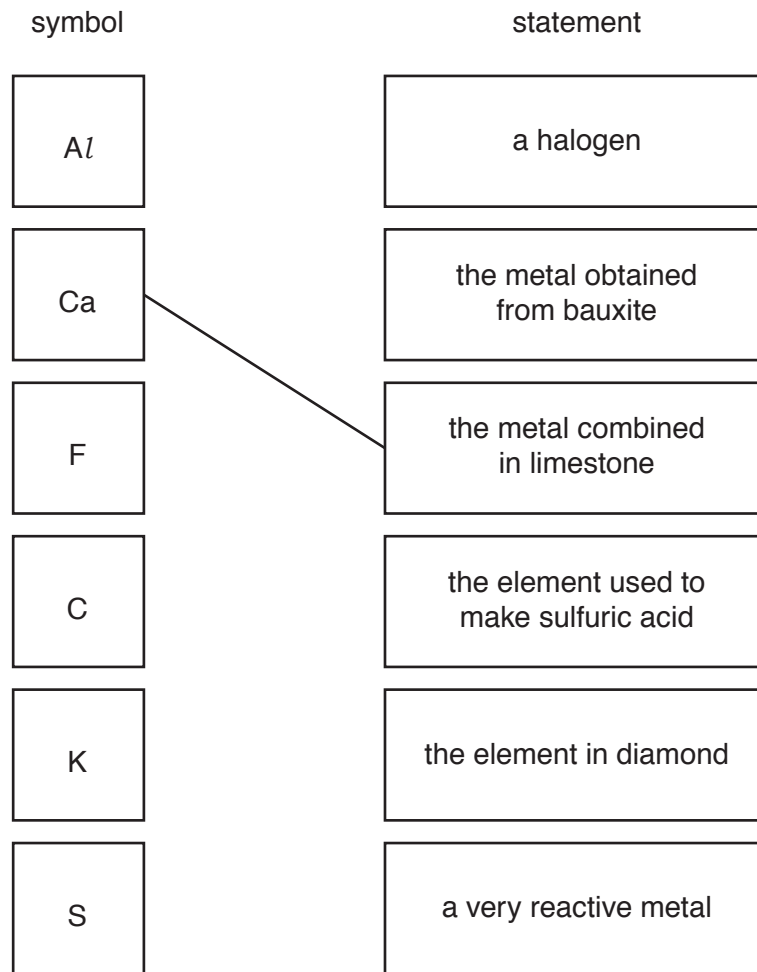 symbol statement
Al a halogen
Ca the metal obtained
from bauxite
F the metal combined
in limestone
C the element used to
make sulfuric acid
K the element in diamond
S a very reactive metal